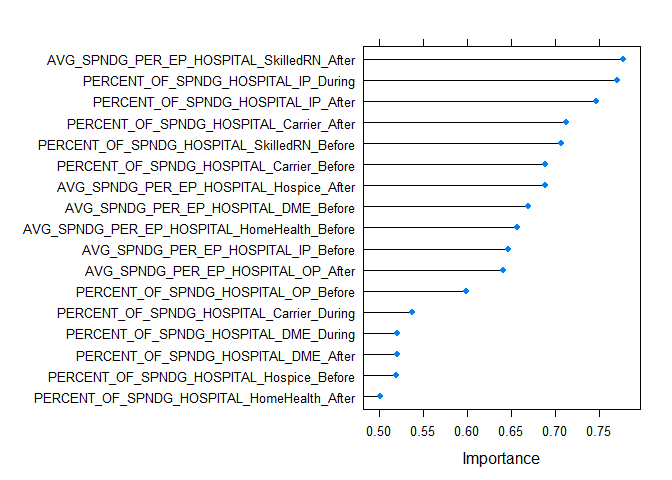 AVG_SPNDG_PER_EP_HOSPITAL_SkilledRN_After
PERCENT_OF_SPNDG_HOSPITAL_IP_During
PERCENT_OF_SPNDG_HOSPITAL_IP_After
PERCENT_OF_SPNDG_HOSPITAL_Carrier_After
PERCENT_OF_SPNDG_HOSPITAL_SkilledRN_Before
PERCENT_OF_SPNDG_HOSPITAL_Carrier_Before
AVG_SPNDG_PER_EP_HOSPITAL_Hospice_After
AVG_SPNDG_PER_EP_HOSPITAL_DME_Before
AVG_SPNDG_PER_EP_HOSPITAL_HomeHealth_Before
AVG_SPNDG_PER_EP_HOSPITAL_IP_Before
AVG_SPNDG_PER_EP_HOSPITAL_OP_After
PERCENT_OF_SPNDG_HOSPITAL_OP_Before
PERCENT_OF_SPNDG_HOSPITAL_Carrier_During
PERCENT_OF_SPNDG_HOSPITAL_DME_During
PERCENT_OF_SPNDG_HOSPITAL_DME_After
PERCENT_OF_SPNDG_HOSPITAL_Hospice_Before
PERCENT_OF_SPNDG_HOSPITAL_HomeHealth_After
0.50 0.55 0.60 0.65 0.70 0.75
Importance